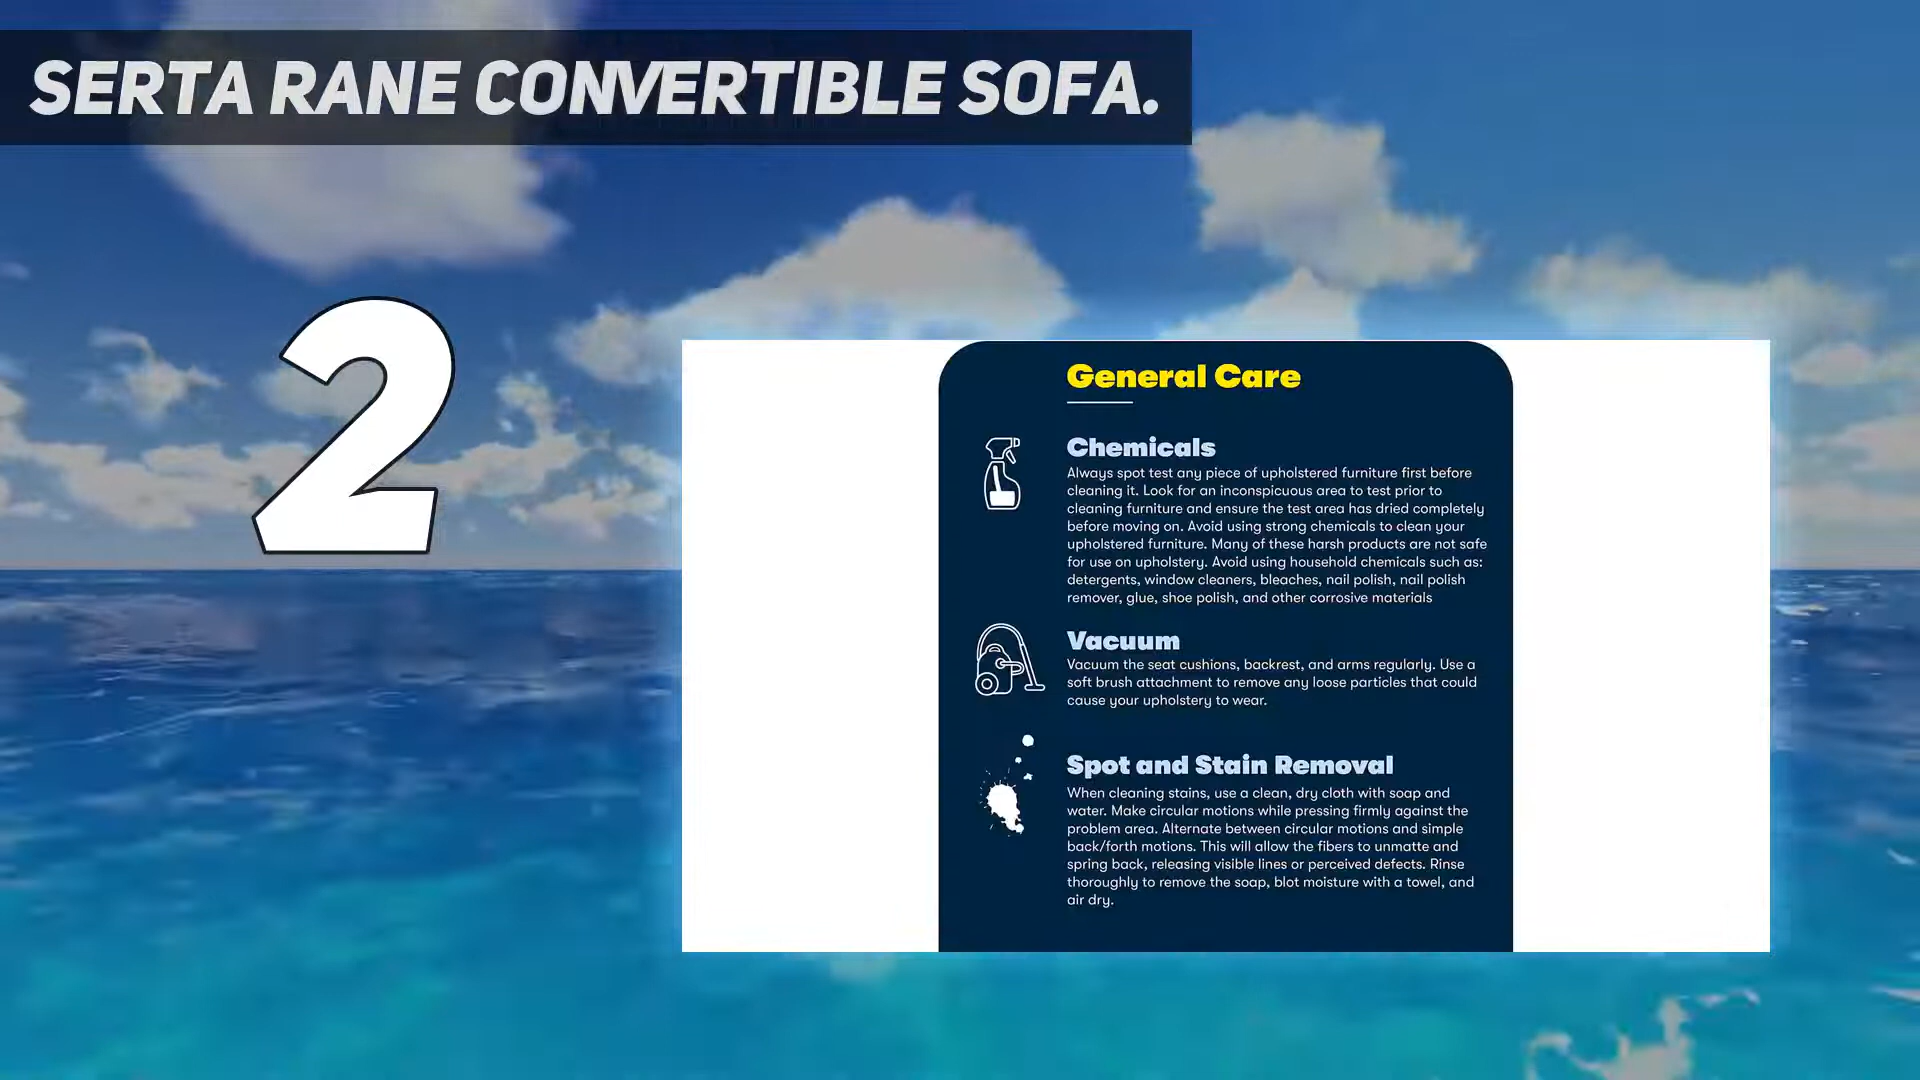 SERTA RANE CONVERTIBLE SOFA.
2
General Care
Chemicals
Always spot test any piece of upholstered furniture first before
cleaning it. Look for an inconspicuous area to test prior to
cleaning furniture and ensure the test area has dried completely
before moving on. Avoid using strong chemicals to clean your
upholstered furniture. Many of these harsh products are not safe
for use on upholstery. Avoid using household chemicals such as:
detergents, window cleaners, bleaches, nail polish, nail polish
remover, glue, shoe polish, and other corrosive materials
Vacuum
Vacuum the seat cushions, backrest, and arms regularly. Use a
soft brush attachment to remove any loose particles that could
cause your upholstery to wear.
Spot and Stain Removal
When cleaning stains, use a clean, dry cloth with soap and
water. Make circular motions while pressing firmly against the
problem area. Alternate between circular motions and simple
back/forth motions. This will allow the fibers to unmatte and
spring back, releasing visible lines or perceived defects. Rinse
thoroughly to remove the soap, blot moisture with a towel, and
air dry.